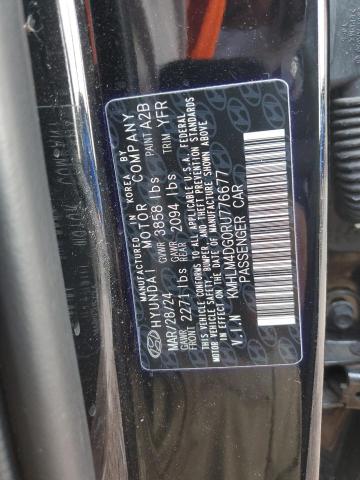 MANUFACTURED IN KOREA BY
HYUNDAI MOTOR COMPANY
MAR/28/24 GVWR 3858 lbs PAINT A2B
GAWR FRONT 2271 lbs GAWR REAR 2094 lbs TRIM YFR
THIS VEHICLE CONFORMS TO ALL APPLICABLE U.S. FEDERAL
MOTOR VEHICLE SAFETY, BUMPER, AND THEFT PREVENTION STANDARDS
IN EFFECT ON THE DATE OF MANUFACTURE SHOWN ABOVE
V.I.N KMHLM4DG0RU778677
PASSENGER CAR